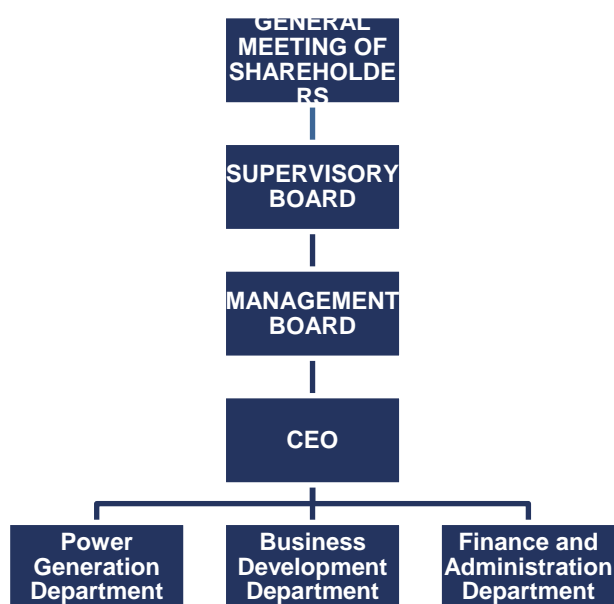 GENERAL
MEETING OF
SHAREHOLDE
RS
SUPERVISORY
BOARD
MANAGEMENT
BOARD
CEO
Power
Generation
Department
Business
Development
Department
Finance and
Administration
Department